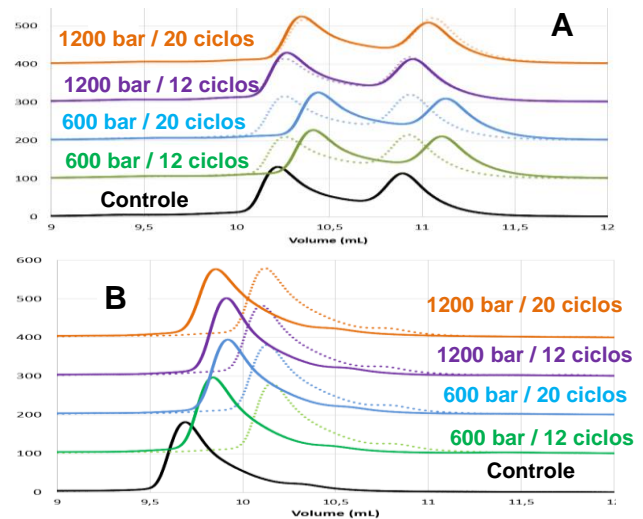 A
500
1200 bar / 20 ciclos
400
1200 bar / 12 ciclos
300
600 bar / 20 ciclos
200
600 bar / 12 ciclos
100
Controle
0
9 9,5 10 10,5 11 11,5 12
Volume (mL)
600
B
500
1200 bar / 20 ciclos
400
1200 bar / 12 ciclos
300
600 bar / 20 ciclos
200
600 bar / 12 ciclos
100
Controle
0
9 9,5 10 10,5 11 11,5 12
Volume (mL)